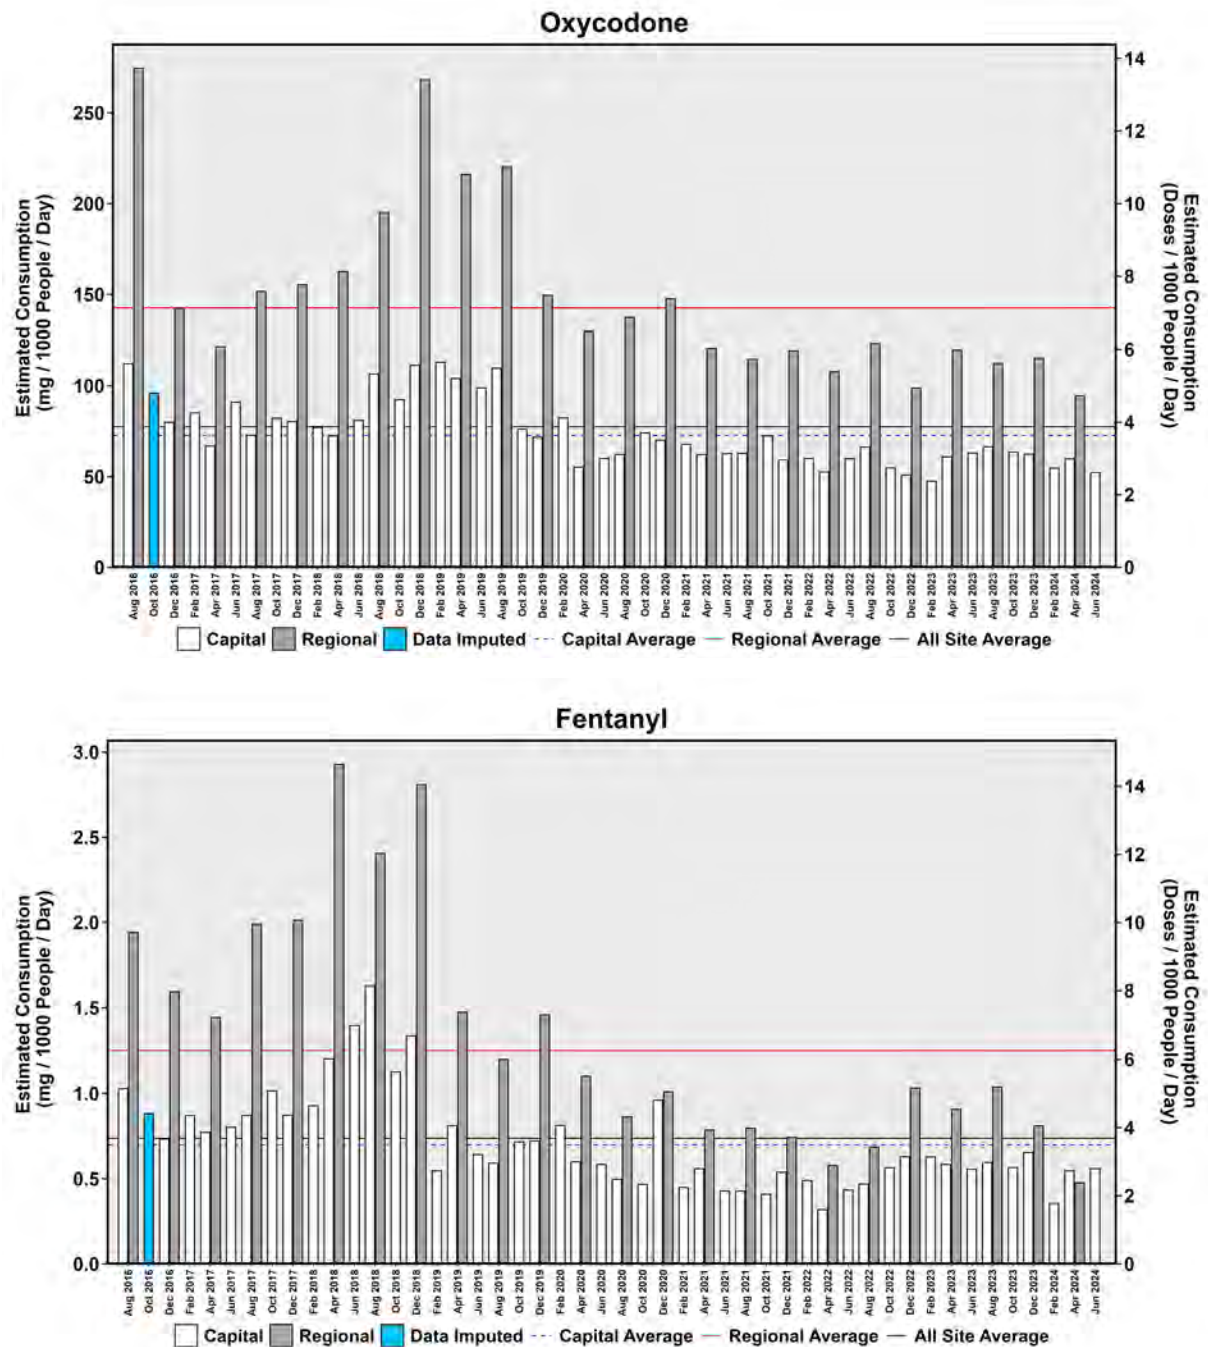 Oxycodone
Estimated Consumption
(mg / 1000 People / Day)
250
200
150
100
50
0
14
12
10
8
6
4
2
0
Estimated Consumption
(Doses / 1000 People / Day)
Aug 2016
Oct 2016
Dec 2016
Feb 2017
Apr 2017
Jun 2017
Aug 2017
Oct 2017
Dec 2017
Feb 2018
Apr 2018
Jun 2018
Aug 2018
Oct 2018
Dec 2018
Feb 2019
Apr 2019
Jun 2019
Aug 2019
Oct 2019
Dec 2019
Feb 2020
Apr 2020
Jun 2020
Aug 2020
Oct 2020
Dec 2020
Feb 2021
Apr 2021
Jun 2021
Aug 2021
Oct 2021
Dec 2021
Feb 2022
Apr 2022
Jun 2022
Aug 2022
Oct 2022
Dec 2022
Feb 2023
Apr 2023
Jun 2023
Aug 2023
Oct 2023
Dec 2023
Feb 2024
Apr 2024
Jun 2024
Capital Regional Data Imputed Capital Average Regional Average All Site Average
Fentanyl
Estimated Consumption
(mg / 1000 People / Day)
3.0
2.5
2.0
1.5
1.0
0.5
0.0
14
12
10
8
6
4
2
0
Estimated Consumption
(Doses / 1000 People / Day)
Aug 2016
Oct 2016
Dec 2016
Feb 2017
Apr 2017
Jun 2017
Aug 2017
Oct 2017
Dec 2017
Feb 2018
Apr 2018
Jun 2018
Aug 2018
Oct 2018
Dec 2018
Feb 2019
Apr 2019
Jun 2019
Aug 2019
Oct 2019
Dec 2019
Feb 2020
Apr 2020
Jun 2020
Aug 2020
Oct 2020
Dec 2020
Feb 2021
Apr 2021
Jun 2021
Aug 2021
Oct 2021
Dec 2021
Feb 2022
Apr 2022
Jun 2022
Aug 2022
Oct 2022
Dec 2022
Feb 2023
Apr 2023
Jun 2023
Aug 2023
Oct 2023
Dec 2023
Feb 2024
Apr 2024
Jun 2024
Capital Regional Data Imputed Capital Average Regional Average All Site Average